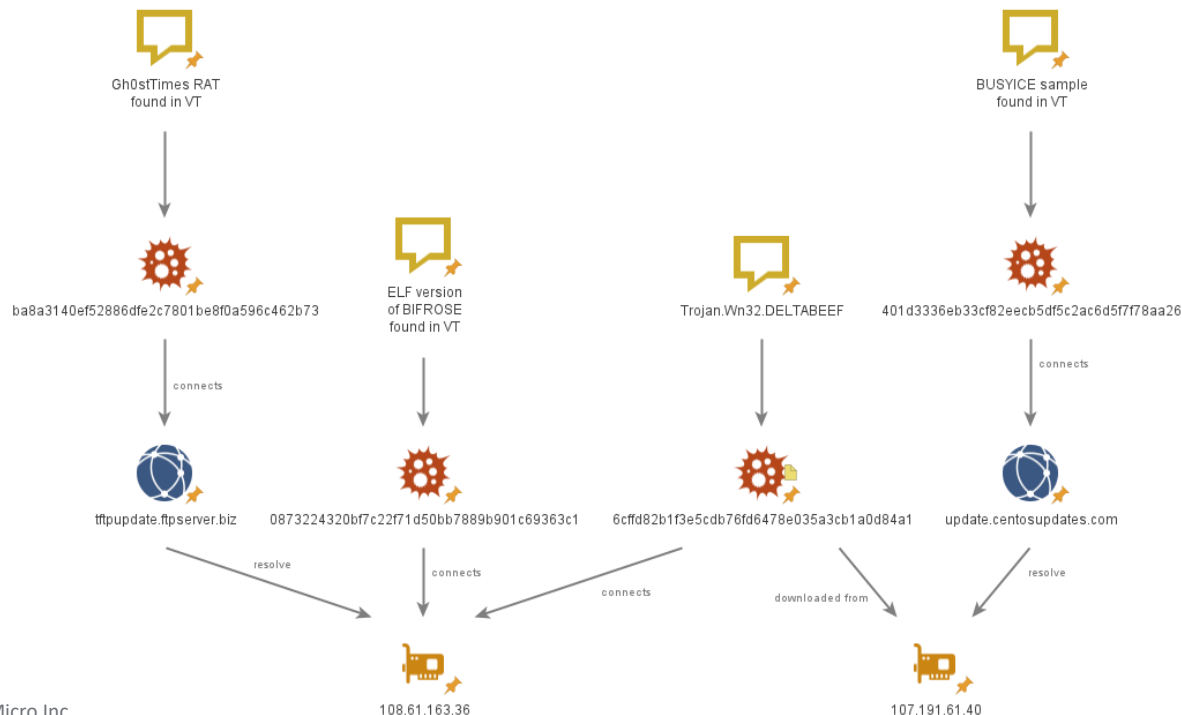 Gh0stTimes RAT
found in VT
BUSYICE sample
found in VT
ELF version
of BIFROSE
found in VT
ba8a3140ef52886dfe2c7801be8f0a596c462b73
Trojan.Wn32.DELTABEEF
401d3336eb33cf82eecb5df5c2ac6d5f7f78aa26
connects
connects
tftpupdate.ftpserver.biz
0873224320bf7c22f71d50bb7889b901c69363c1
6cffd82b1f3e5cdb76fd6478e035a3cb1a0d84a1
update.centosupdates.com
resolve
connects
connects
downloaded from
resolve
108.61.163.36
107.191.61.40
Micro Inc